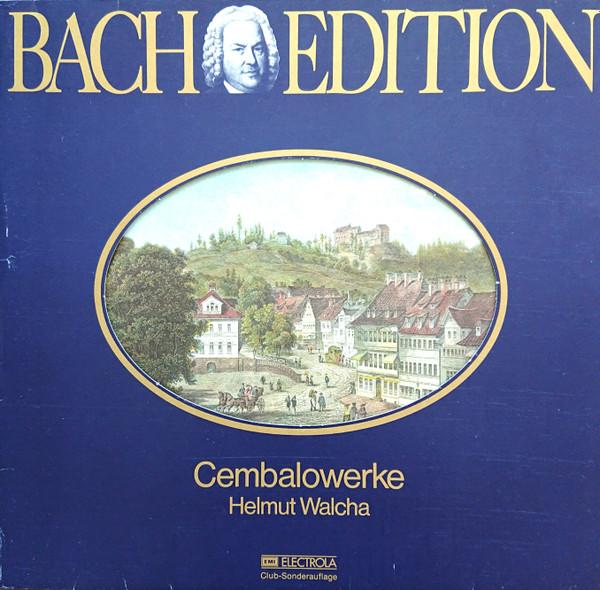 BACH EDITION
Cembalowerke
Helmut Walcha
EMI ELECTROLA
Club-Sonderauflage